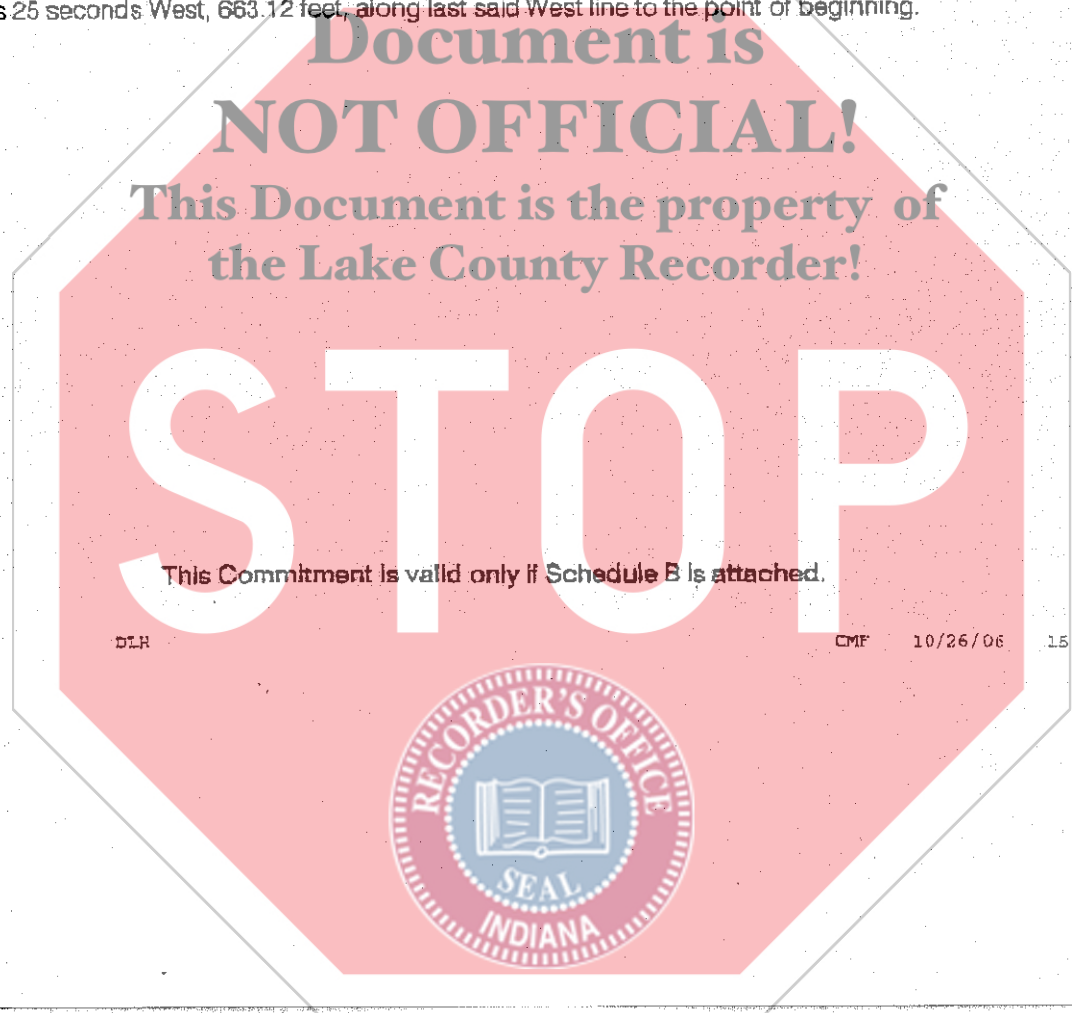 s 25 seconds West, 663.12 feet, along last said West line to the point of beginning.
Document is
NOT OFFICIAL!
This Document is the property of
the Lake County Recorder!
STOP
This Commitment is valid only if Schedule B is attached.
DLH CMF 10/26/06 15
RECORDER'S OFFICE
SEAL
INDIANA